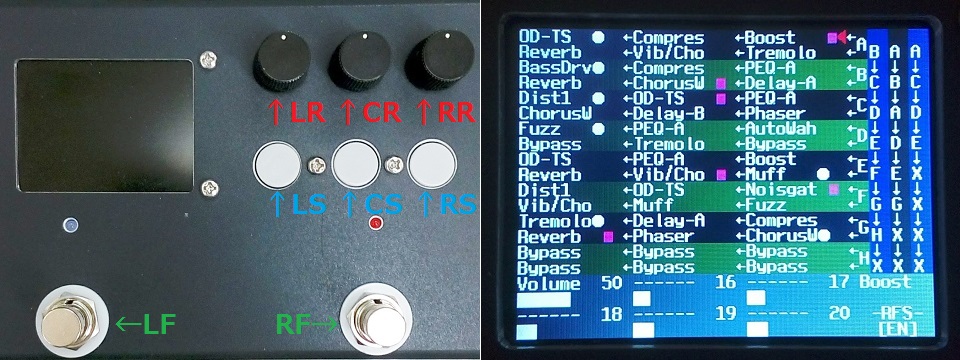 ↑LR ↑CR ↑RR
↑LS ↑CS ↑RS
←LF RF→
OD-TS ←Compres ←Boost ←A B A A
Reverb ←Vib/Cho ←Tremolo ↓ ↓ ↓
BassDrv ←Compres ←PEQ-A ←B C B C
Reverb ←ChorusW ←Delay-A ↓ ↓ ↓
Dist1 ←OD-TS ←PEQ-A ←C D A D
ChorusW ←Delay-B ←Phaser ↓ ↓ ↓
Fuzz ←PEQ-A ←AutoWah ←D E D E
Bypass ←Tremolo ←Bypass ↓ ↓ ↓
OD-TS ←PEQ-A ←Boost ←E F E X
Reverb ←Vib/Cho ←Muff ↓ ↓ ↓
Dist1 ←OD-TS ←Noisgat ←F G G X
Vib/Cho ←Muff ←Fuzz ↓ ↓ ↓
Tremolo ←Delay-A ←Compres ←G H X X
Reverb ←Phaser ←ChorusW ↓ ↓ ↓
Bypass ←Bypass ←Bypass ←H X X X
Bypass ←Bypass ←Bypass
Volume 50 ------ 16 ------ 17 Boost
------ 18 ------ 19 ------ 20 -RFS-
[EN]